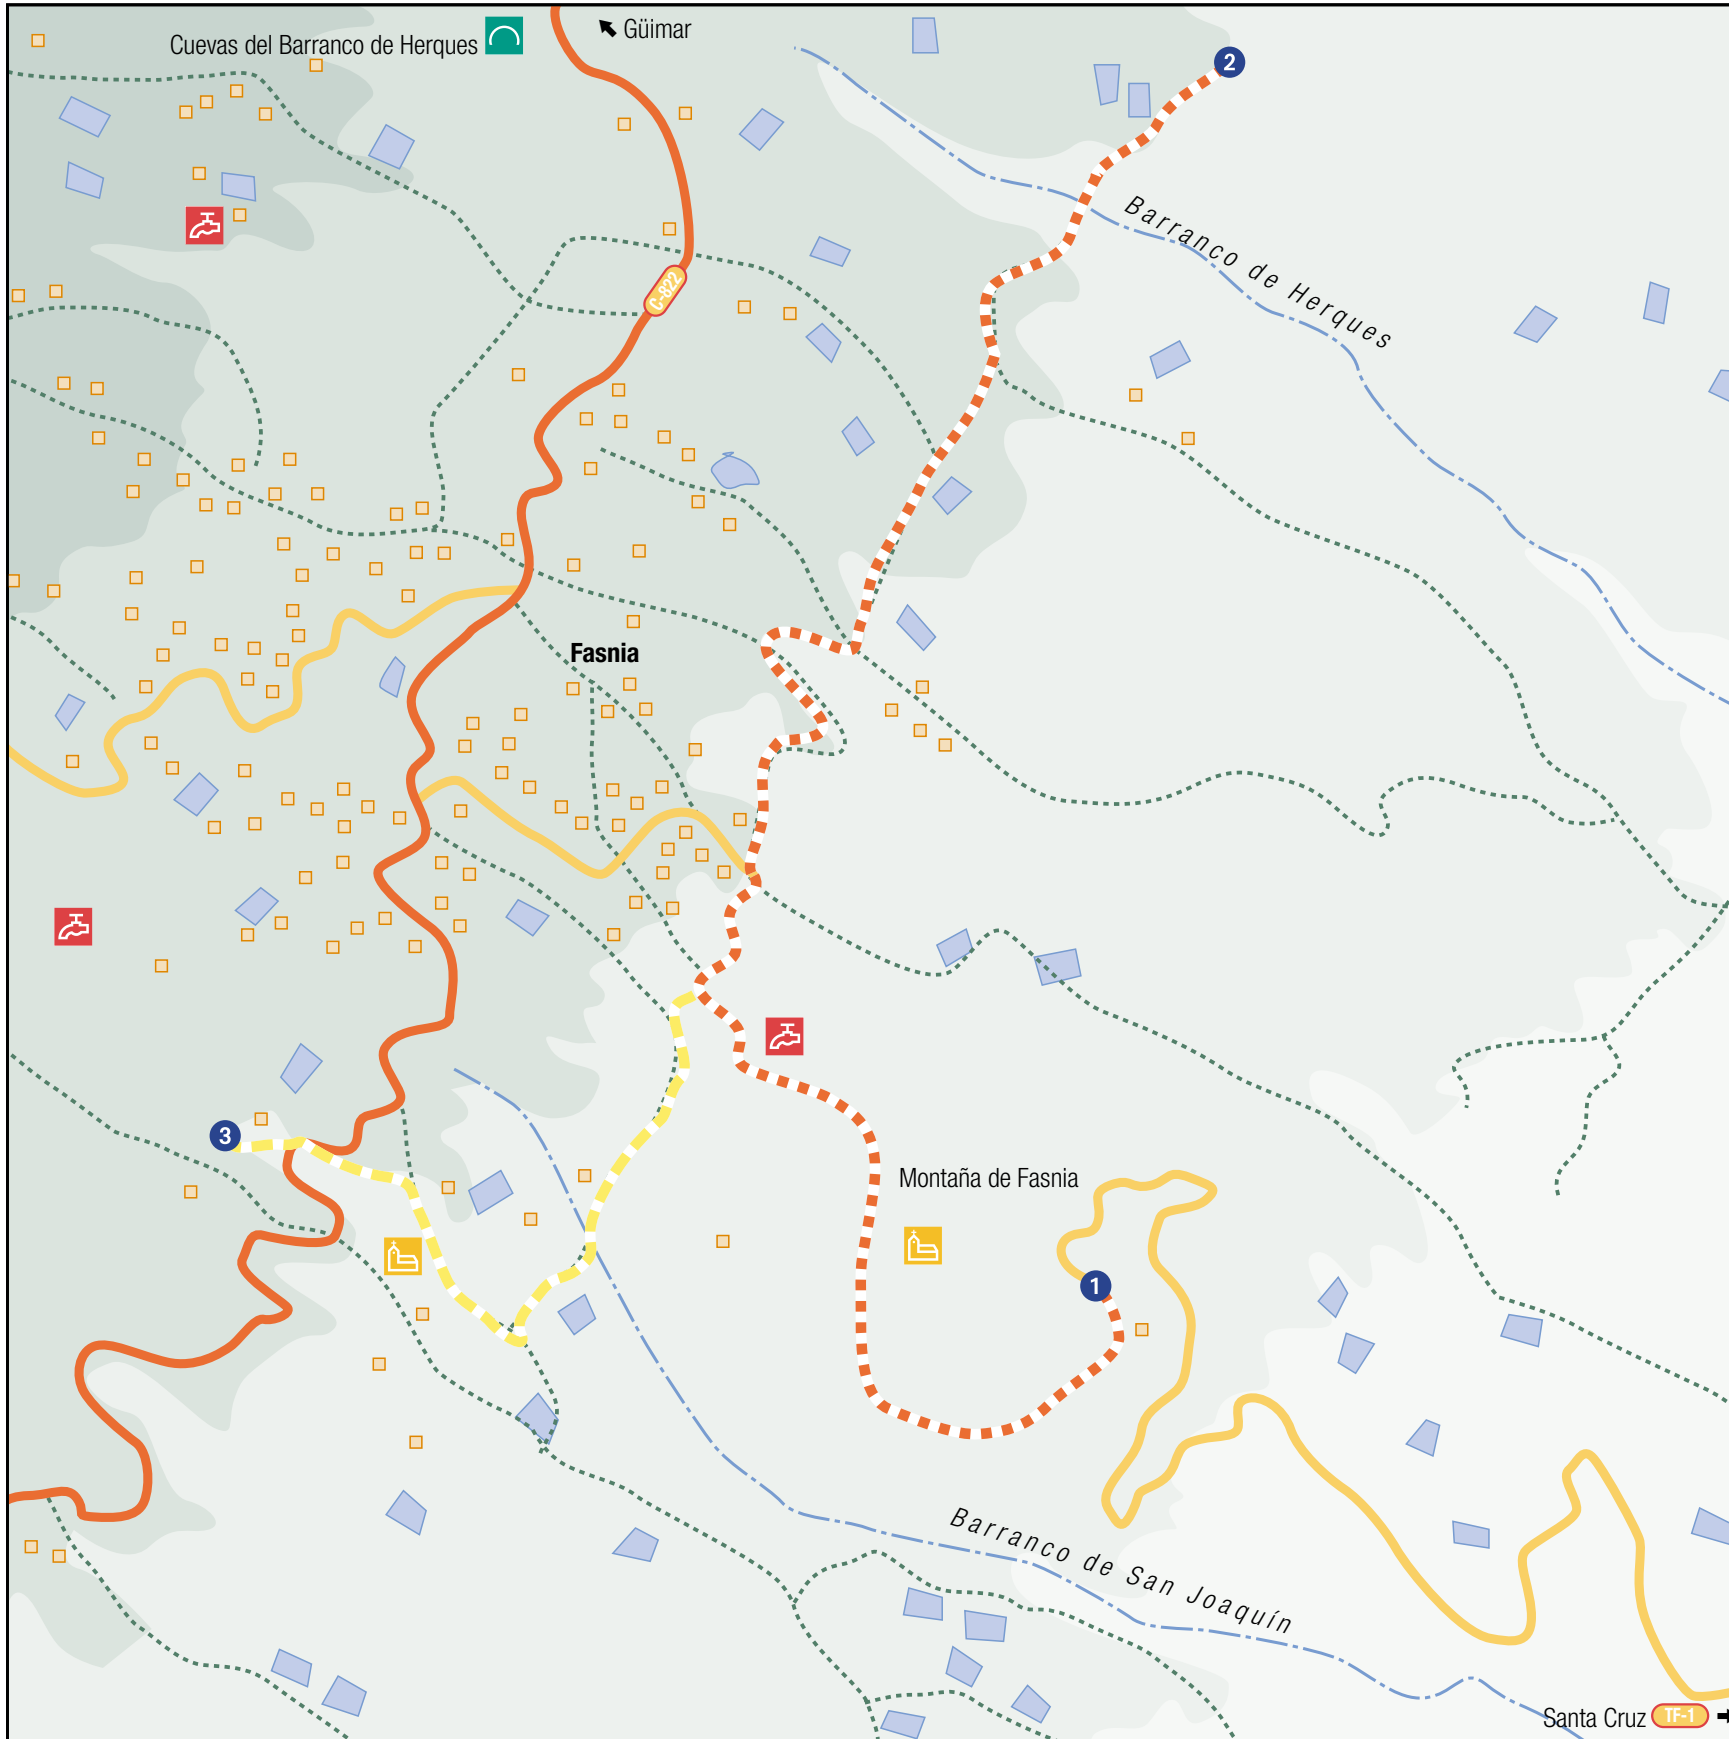 Güimar
Cuevas del Barranco de Herques
2
Barranco de Herques
C-822
Fasnia
3
Montaña de Fasnia
1
Barranco de San Joaquín
Santa Cruz TF-1